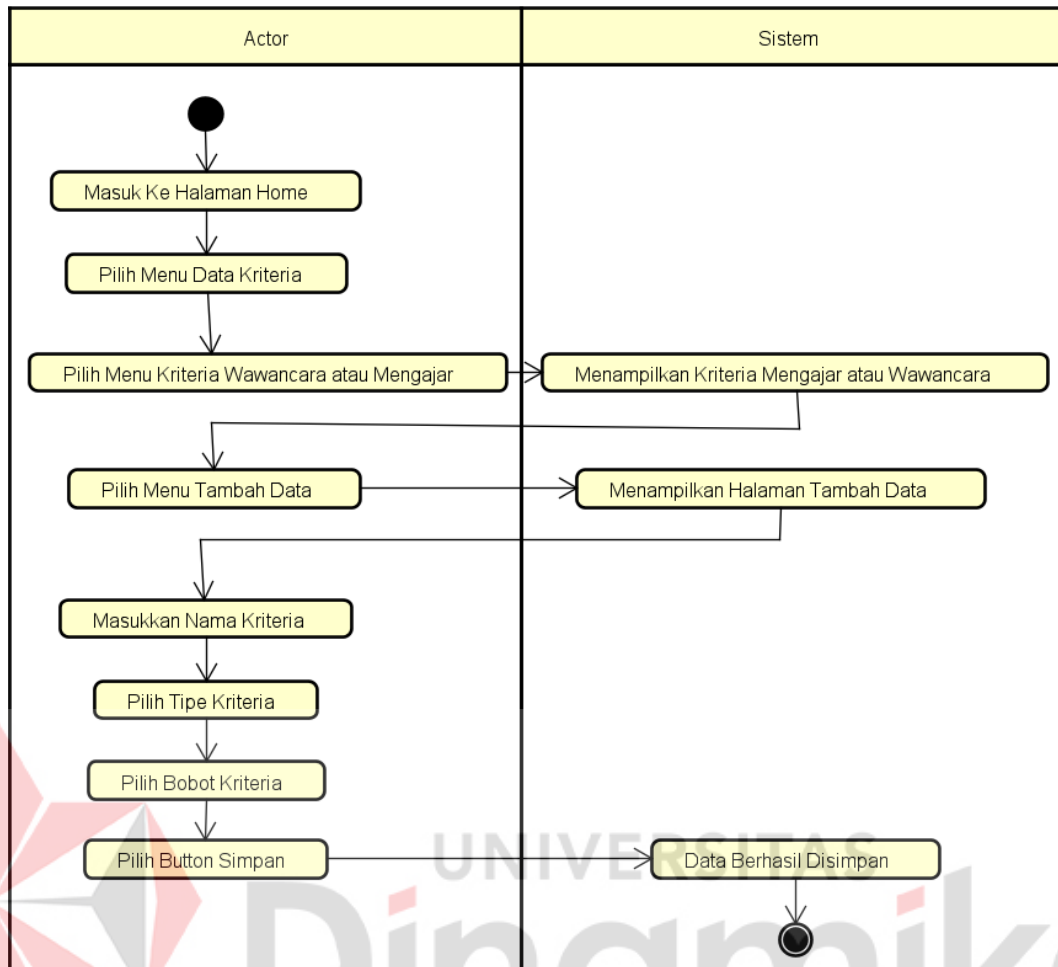 Actor
Sistem
Masuk Ke Halaman Home
Pilih Menu Data Kriteria
Pilih Menu Kriteria Wawancara atau Mengajar
Menampilkan Kriteria Mengajar atau Wawancara
Pilih Menu Tambah Data
Menampilkan Halaman Tambah Data
Masukkan Nama Kriteria
Pilih Tipe Kriteria
Pilih Bobot Kriteria
Pilih Button Simpan
Data Berhasil Disimpan
UNIVERSITAS
Dinamika